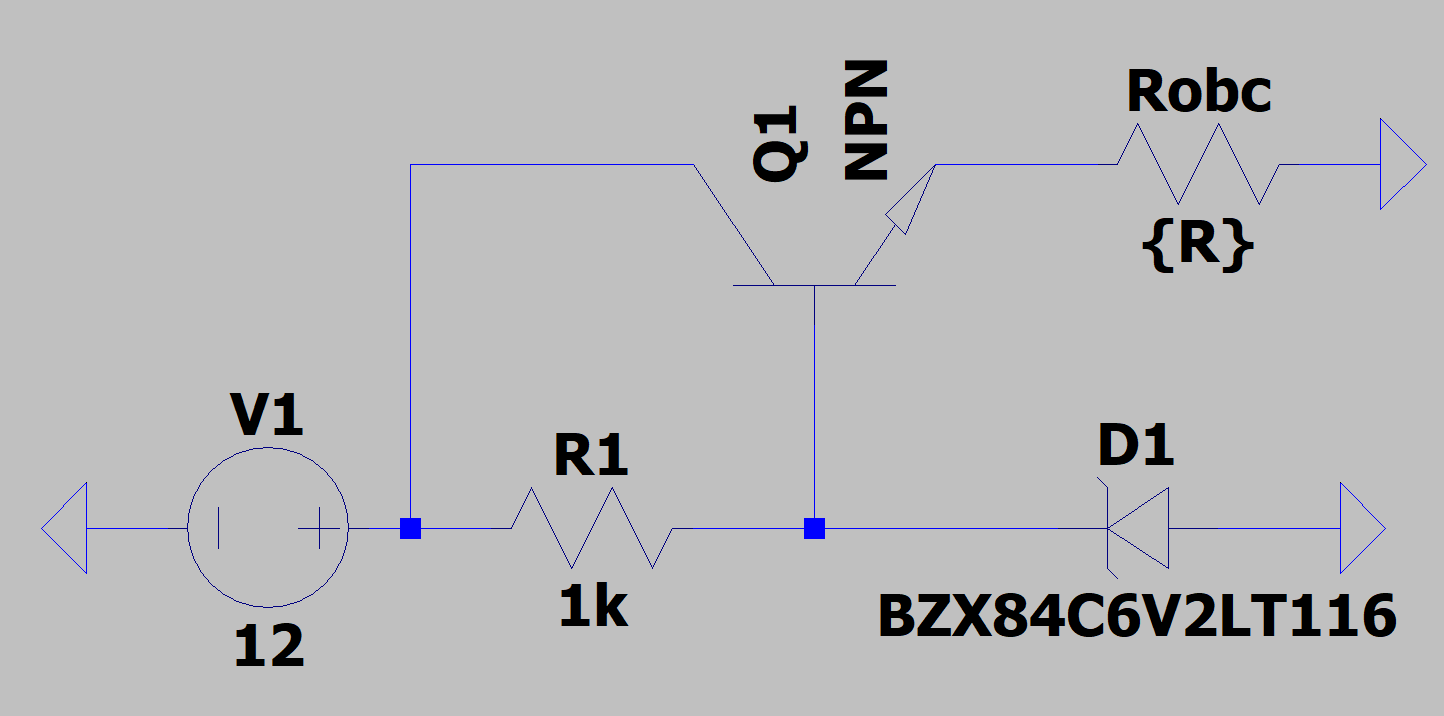 Q1
NPN
Robc
{R}
V1
12
R1
1k
D1
BZX84C6V2LT116